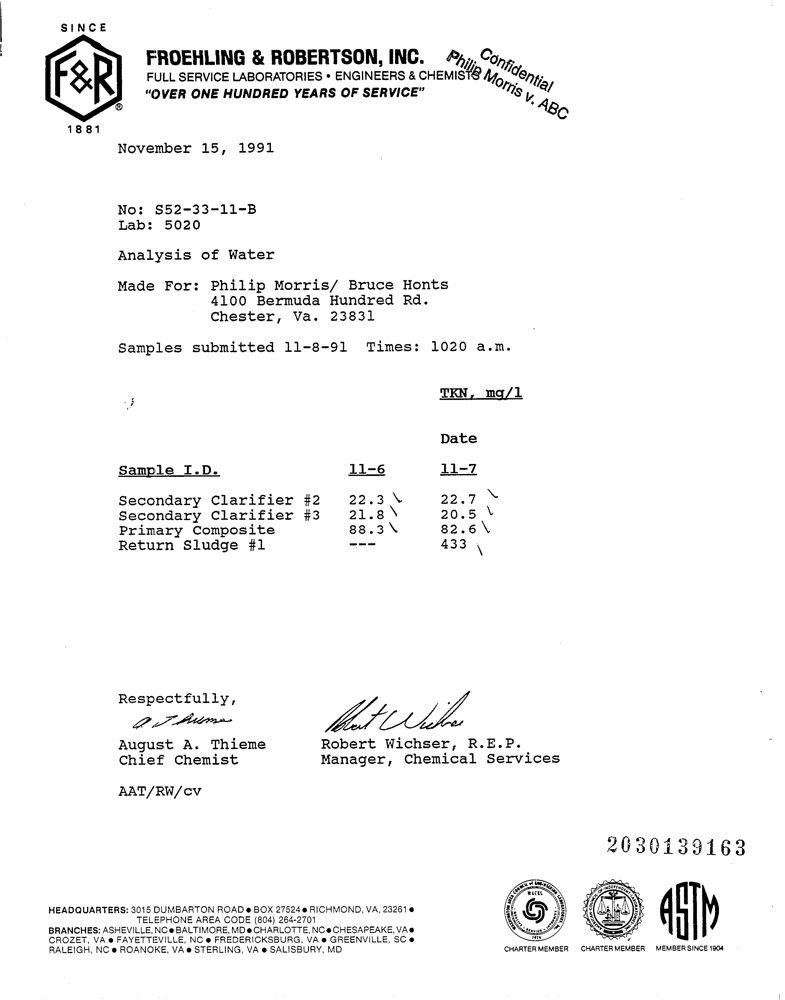 SINCE
F&R
®
1881
FROEHLING & ROBERTSON, INC.
FULL SERVICE LABORATORIES • ENGINEERS & CHEMISTS
"OVER ONE HUNDRED YEARS OF SERVICE"
Confidential
Philip Morris v. ABC
November 15, 1991
No: S52-33-11-B
Lab: 5020
Analysis of Water
Made For: Philip Morris/ Bruce Honts
4100 Bermuda Hundred Rd.
Chester, Va. 23831
Samples submitted 11-8-91 Times: 1020 a.m.
TKN, mg/l
Date
Sample I.D. 11-6 11-7
Secondary Clarifier #2 22.3 22.7
Secondary Clarifier #3 21.8 20.5
Primary Composite 88.3 82.6
Return Sludge #1 --- 433
Respectfully,
August A. Thieme Robert Wichser, R.E.P.
Chief Chemist Manager, Chemical Services
AAT/RW/cv
2030139163
HEADQUARTERS: 3015 DUMBARTON ROAD • BOX 27524 • RICHMOND, VA, 23261 •
TELEPHONE AREA CODE (804) 264-2701
BRANCHES: ASHEVILLE, NC • BALTIMORE, MD • CHARLOTTE, NC • CHESAPEAKE, VA •
CROZET, VA • FAYETTEVILLE, NC • FREDERICKSBURG, VA • GREENVILLE, SC •
RALEIGH, NC • ROANOKE, VA • STERLING, VA • SALISBURY, MD
ASTM
CHARTER MEMBER CHARTER MEMBER MEMBER SINCE 1904